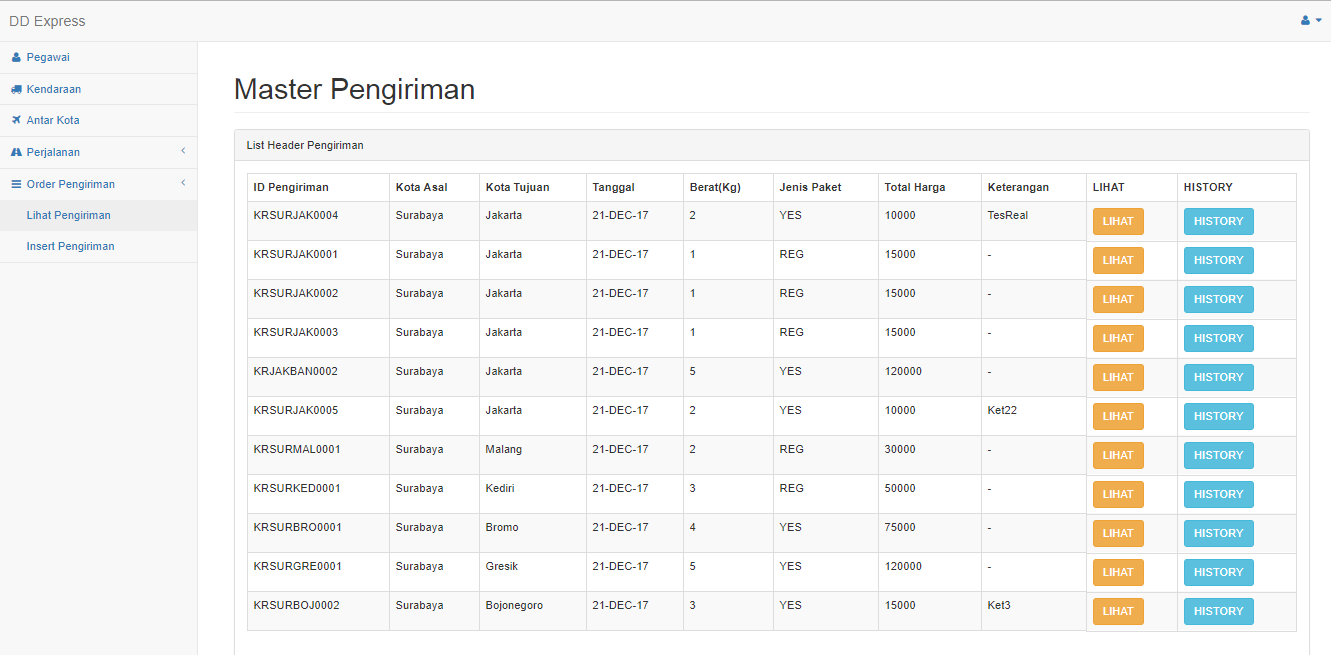 DD Express
Pegawai
Kendaraan
Antar Kota
Perjalanan
Order Pengiriman
Lihat Pengiriman
Insert Pengiriman
Master Pengiriman
List Header Pengiriman
ID Pengiriman Kota Asal Kota Tujuan Tanggal Berat(Kg) Jenis Paket Total Harga Keterangan LIHAT HISTORY
KRSURJAK0004 Surabaya Jakarta 21-DEC-17 2 YES 10000 TesReal LIHAT HISTORY
KRSURJAK0001 Surabaya Jakarta 21-DEC-17 1 REG 15000 - LIHAT HISTORY
KRSURJAK0002 Surabaya Jakarta 21-DEC-17 1 REG 15000 - LIHAT HISTORY
KRSURJAK0003 Surabaya Jakarta 21-DEC-17 1 REG 15000 - LIHAT HISTORY
KRJAKBAN0002 Surabaya Jakarta 21-DEC-17 5 YES 120000 - LIHAT HISTORY
KRSURJAK0005 Surabaya Jakarta 21-DEC-17 2 YES 10000 Ket22 LIHAT HISTORY
KRSURMAL0001 Surabaya Malang 21-DEC-17 2 REG 30000 - LIHAT HISTORY
KRSURKED0001 Surabaya Kediri 21-DEC-17 3 REG 50000 - LIHAT HISTORY
KRSURBRO0001 Surabaya Bromo 21-DEC-17 4 YES 75000 - LIHAT HISTORY
KRSURGRE0001 Surabaya Gresik 21-DEC-17 5 YES 120000 - LIHAT HISTORY
KRSURBOJ0002 Surabaya Bojonegoro 21-DEC-17 3 YES 15000 Ket3 LIHAT HISTORY